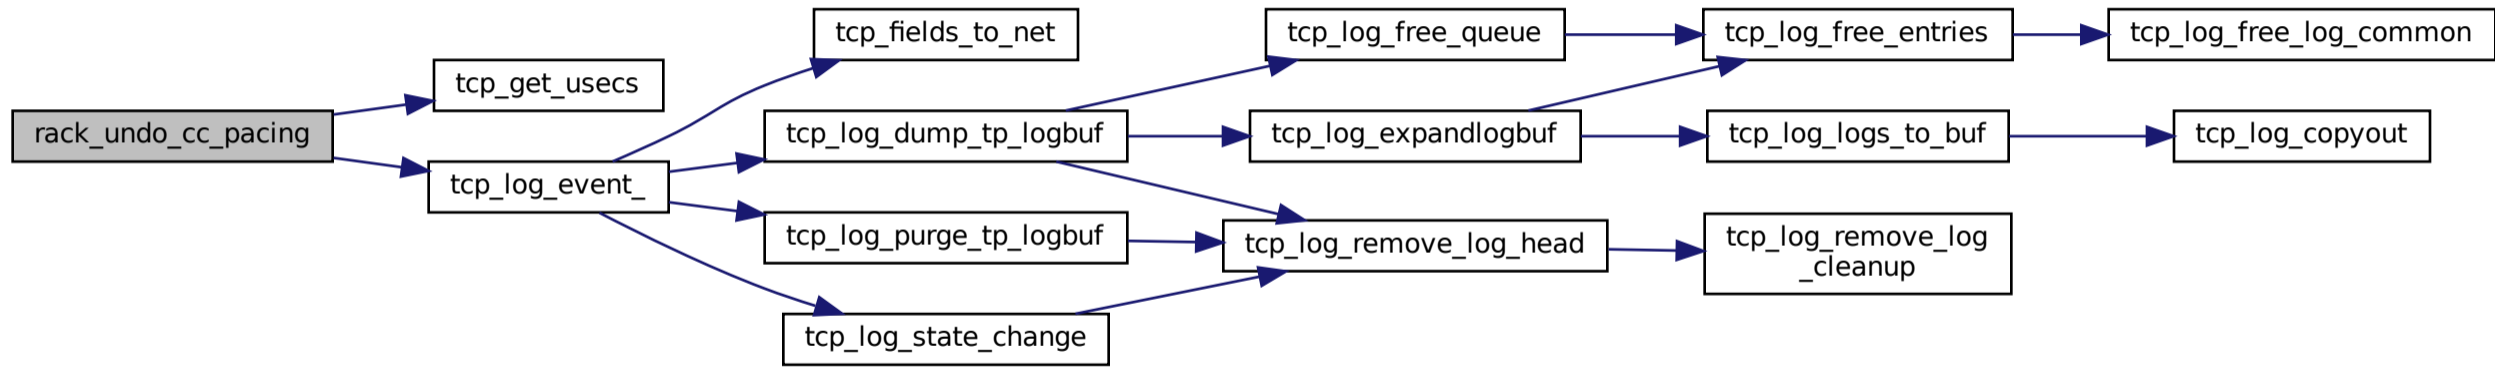 rack_undo_cc_pacing
tcp_get_usecs
tcp_log_event_
tcp_fields_to_net
tcp_log_dump_tp_logbuf
tcp_log_purge_tp_logbuf
tcp_log_state_change
tcp_log_free_queue
tcp_log_expandlogbuf
tcp_log_remove_log_head
tcp_log_free_entries
tcp_log_logs_to_buf
tcp_log_remove_log
_cleanup
tcp_log_free_log_common
tcp_log_copyout